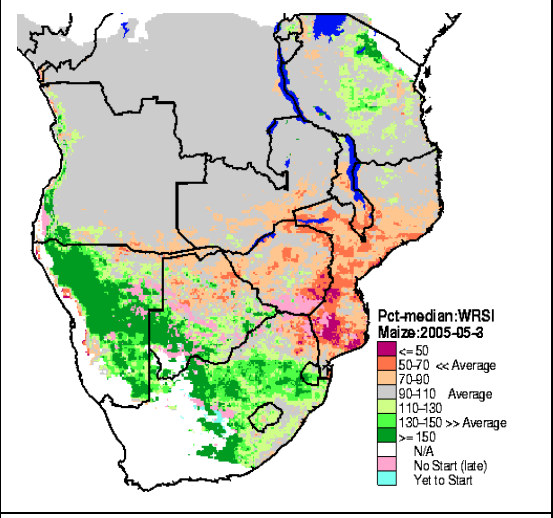 Pct-median:WRSI
Maize:2005-05-3
<= 50
50-70 << Average
70-90
90-110 Average
110-130
130-150 >> Average
>= 150
N/A
No Start (late)
Yet to Start